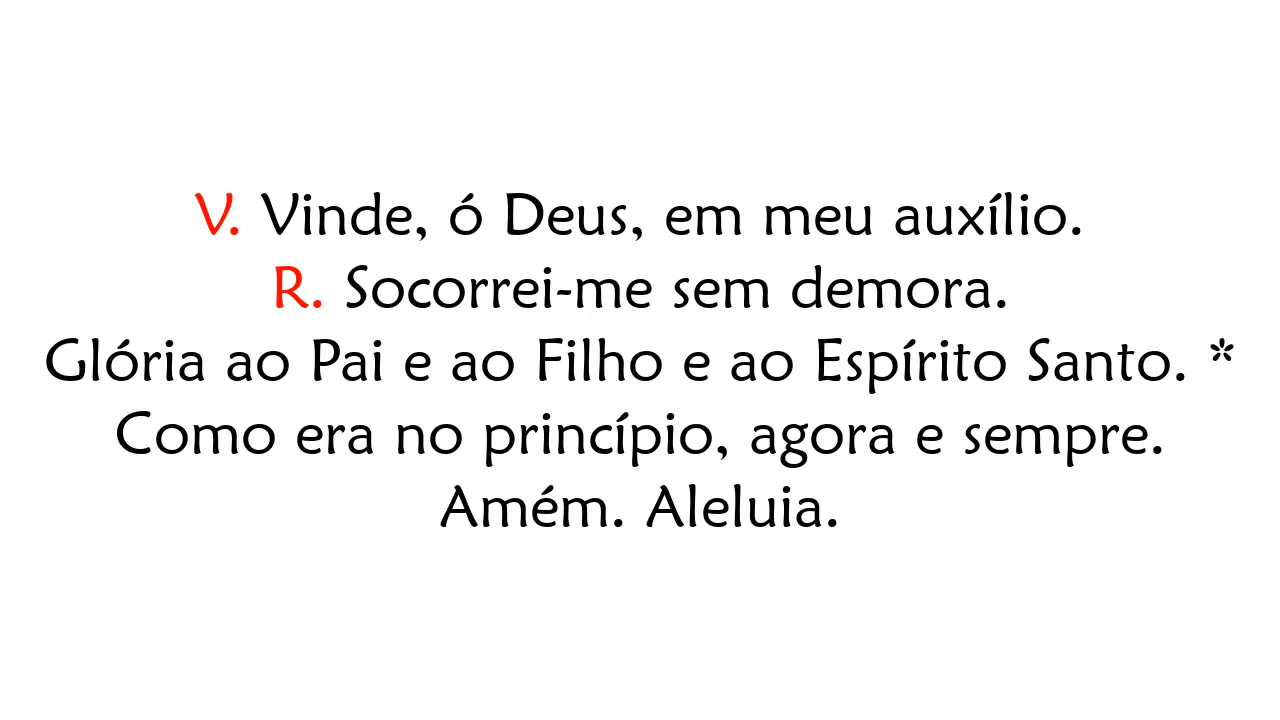 V. Vinde, ó Deus, em meu auxílio.
R. Socorrei-me sem demora.
Glória ao Pai e ao Filho e ao Espírito Santo. *
Como era no princípio, agora e sempre.
Amém. Aleluia.